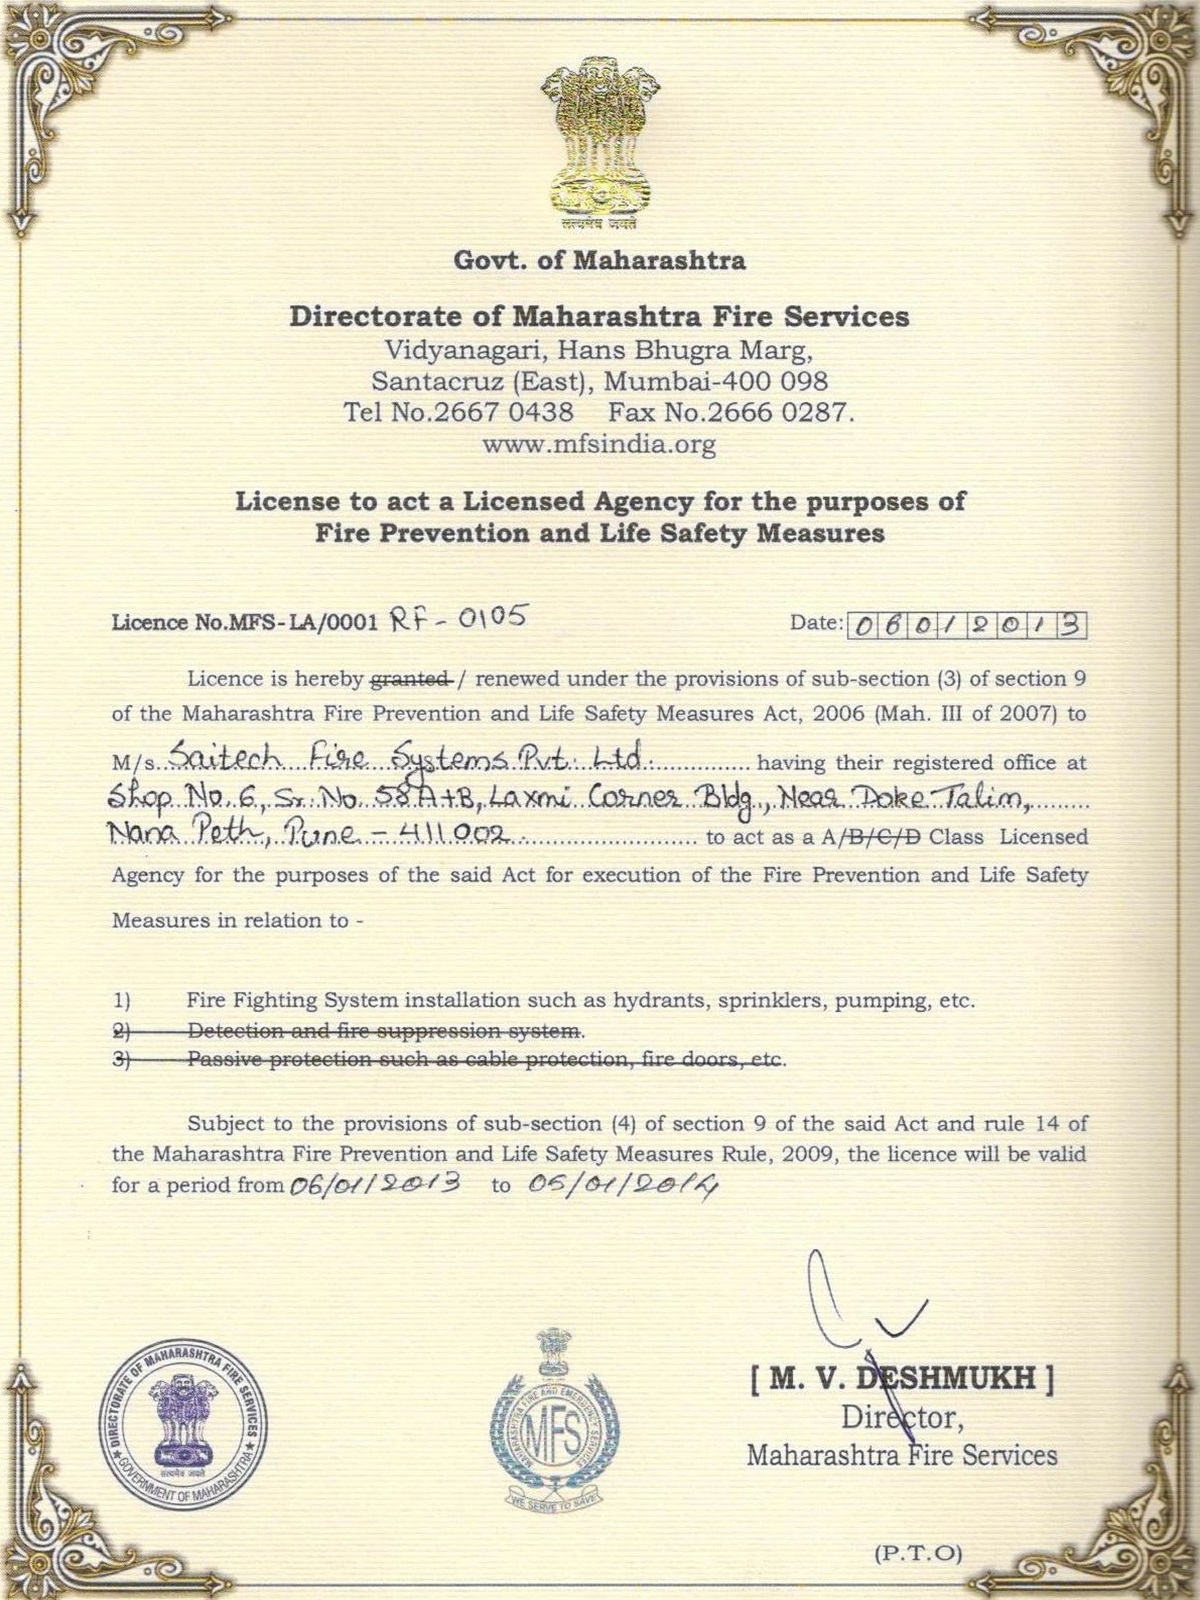 सत्यमेव जयते
Govt. of Maharashtra
Directorate of Maharashtra Fire Services
Vidyanagari, Hans Bhugra Marg,
Santacruz (East), Mumbai-400 098
Tel No.2667 0438 Fax No.2666 0287.
www.mfsindia.org
License to act a Licensed Agency for the purposes of
Fire Prevention and Life Safety Measures
Licence No.MFS-LA/0001 RF-0105 Date: 06012013
Licence is hereby granted / renewed under the provisions of sub-section (3) of section 9
of the Maharashtra Fire Prevention and Life Safety Measures Act, 2006 (Mah. III of 2007) to
M/s. Saitech Fire Systems Pvt. Ltd. having their registered office at
Shop No. 6, Sr. No. 58A+B, Laxmi Corner Bldg., Near Doke Talim,
Nana Peth, Pune - 411002. to act as a A/B/C/D Class Licensed
Agency for the purposes of the said Act for execution of the Fire Prevention and Life Safety
Measures in relation to -
1) Fire Fighting System installation such as hydrants, sprinklers, pumping, etc.
2) Detection and fire suppression system.
3) Passive protection such as cable protection, fire doors, etc.
Subject to the provisions of sub-section (4) of section 9 of the said Act and rule 14 of
the Maharashtra Fire Prevention and Life Safety Measures Rule, 2009, the licence will be valid
for a period from 06/01/2013 to 05/01/2014
DIRECTORATE OF MAHARASHTRA FIRE SERVICES
सत्यमेव जयते
GOVERNMENT OF MAHARASHTRA
MAHARASHTRA FIRE AND EMERGENCY SERVICES
MFS
WE SERVE TO SAVE
[ M. V. DESHMUKH ]
Director,
Maharashtra Fire Services
(P.T.O)